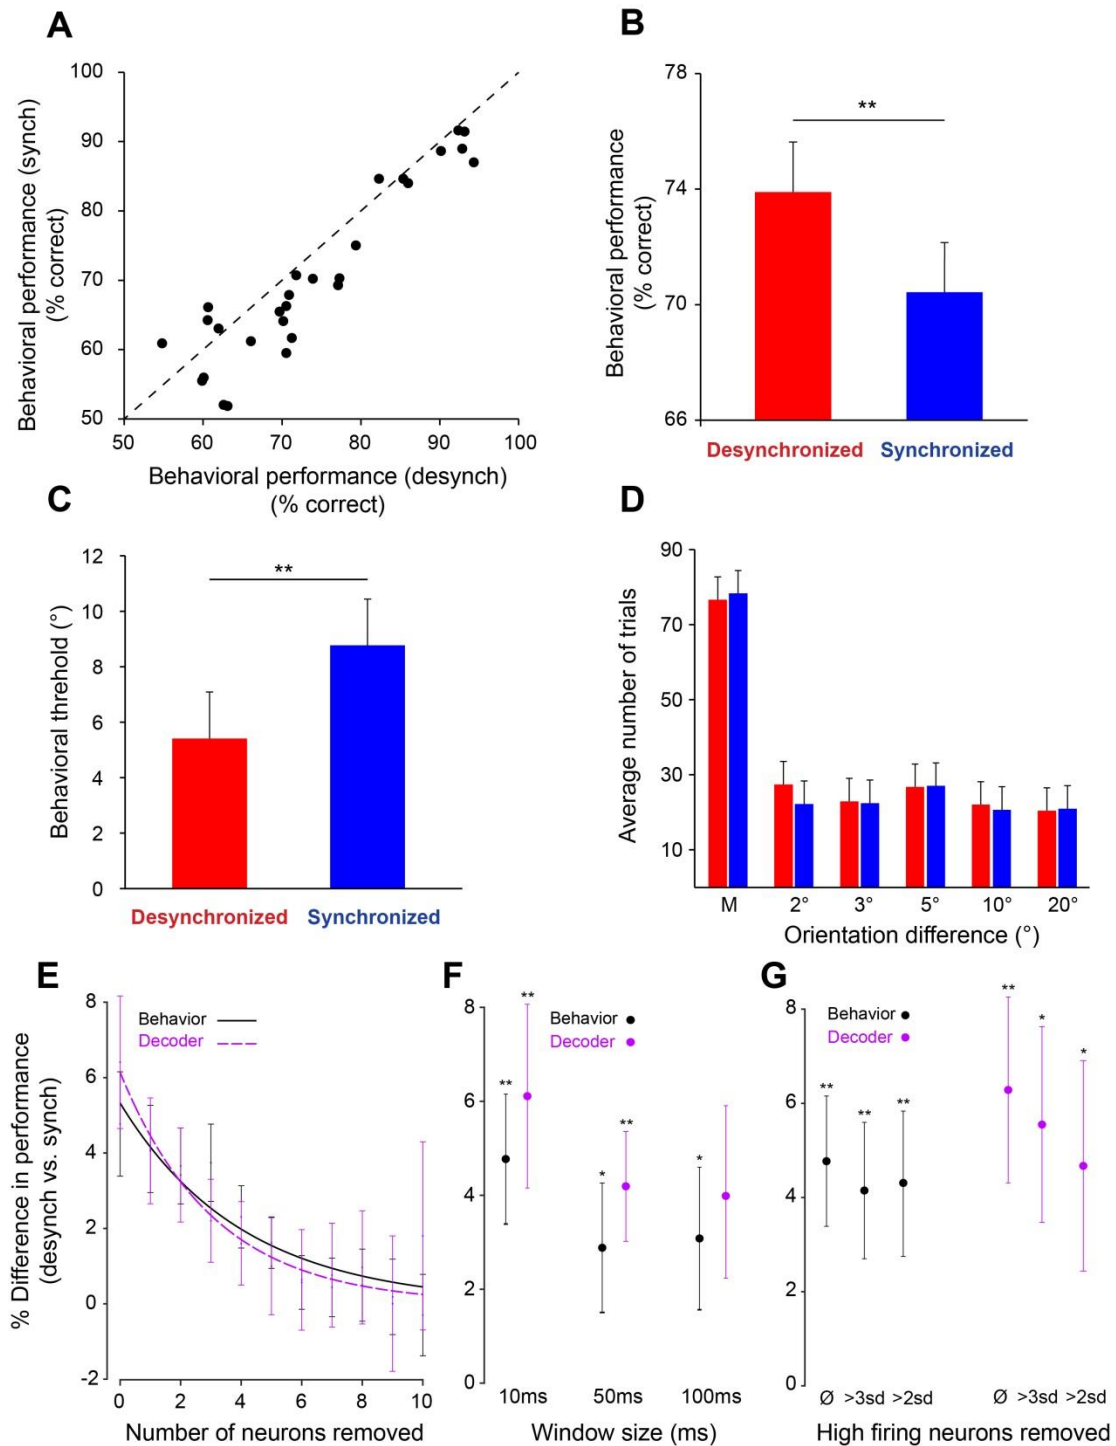 A
Behavioral performance (synch)
(% correct)
100
90
80
70
60
50
50 60 70 80 90 100
Behavioral performance (desynch)
(% correct)
B
Behavioral performance
(% correct)
78
74
70
66
**
Desynchronized Synchronized
C
Behavioral threhold (°)
12
10
8
6
4
2
0
**
Desynchronized Synchronized
D
Average number of trials
90
70
50
30
10
M 2° 3° 5° 10° 20°
Orientation difference (°)
E
% Difference in performance
(desynch vs. synch)
8
6
4
2
0
-2
Behavior
Decoder
0 2 4 6 8 10
Number of neurons removed
F
8
6
4
2
0
Behavior
Decoder
** ** * ** *
10ms 50ms 100ms
Window size (ms)
G
8
6
4
2
0
Behavior
Decoder
** ** ** ** * *
Ø >3sd >2sd Ø >3sd >2sd
High firing neurons removed